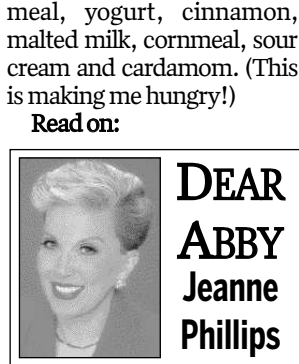 meal, yogurt, cinnamon,
malted milk, cornmeal, sour
cream and cardamom. (This
is making me hungry!)
Read on:
DEAR
ABBY
Jeanne
Phillips